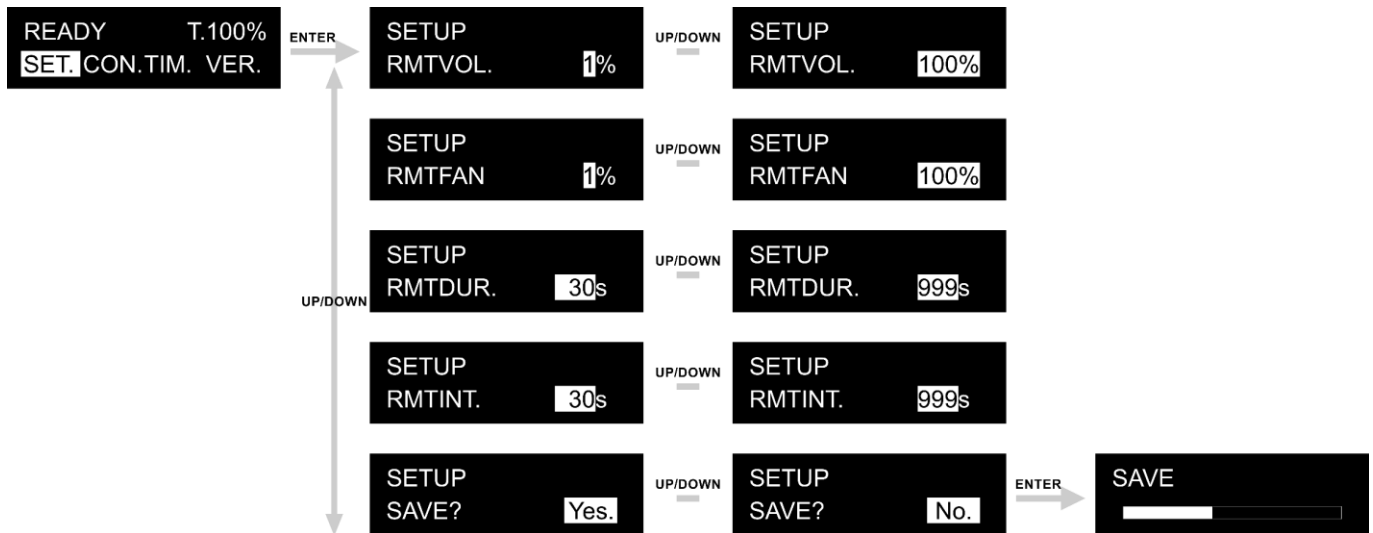 READY T.100%
SET. CON.TIM. VER.
ENTER
SETUP
RMTVOL. 1%
UP/DOWN
SETUP
RMTVOL. 100%
SETUP
RMTFAN 1%
UP/DOWN
SETUP
RMTFAN 100%
UP/DOWN
SETUP
RMTDUR. 30s
UP/DOWN
SETUP
RMTDUR. 999s
SETUP
RMTINT. 30s
UP/DOWN
SETUP
RMTINT. 999s
SETUP
SAVE? Yes.
UP/DOWN
SETUP
SAVE? No.
ENTER
SAVE